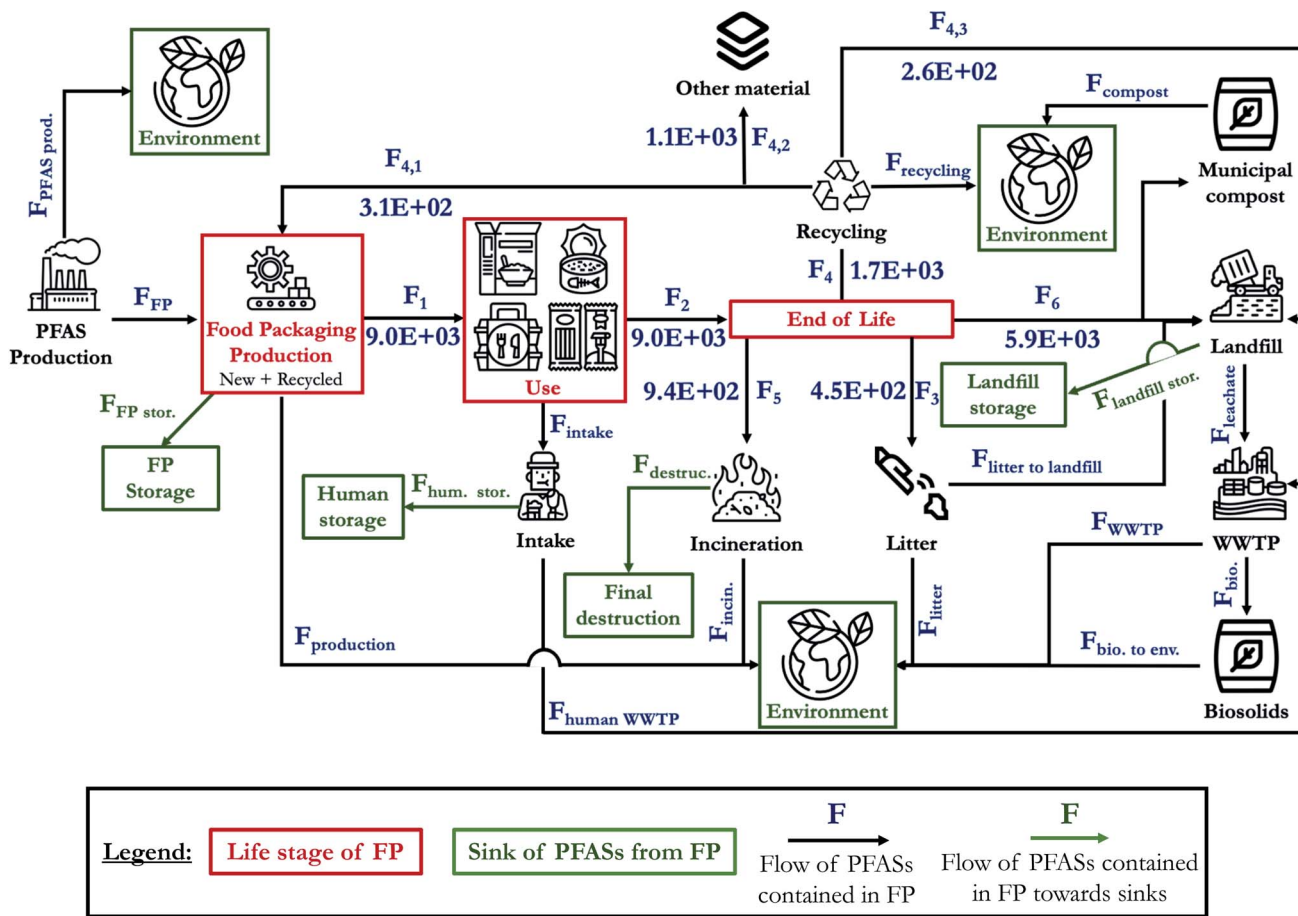 F4,3
2.6E+02
Other material
Fcompost
Environment
FPFAS prod.
1.1E+03 F4,2
F4,1
3.1E+02
Frecycling
Municipal
compost
Environment
Recycling
PFAS
Production
FFP
Food Packaging
Production
New + Recycled
F1
9.0E+03
Use
F2
9.0E+03
F4 1.7E+03
End of Life
F6
5.9E+03
Landfill
FFP stor.
FP
Storage
Fintake
9.4E+02 F5
4.5E+02 F3
Landfill
storage
Flandfill stor.
Fleachate
Human
storage
Fhum. stor.
Intake
Fdestruc.
Incineration
Litter
Flitter to landfill
FWWTP
WWTP
Final
destruction
Fincin.
Flitter
Fbio.
Fproduction
Environment
Fbio. to env.
Biosolids
Fhuman WWTP
Legend:
Life stage of FP
Sink of PFASs from FP
F
Flow of PFASs
contained in FP
F
Flow of PFASs contained
in FP towards sinks